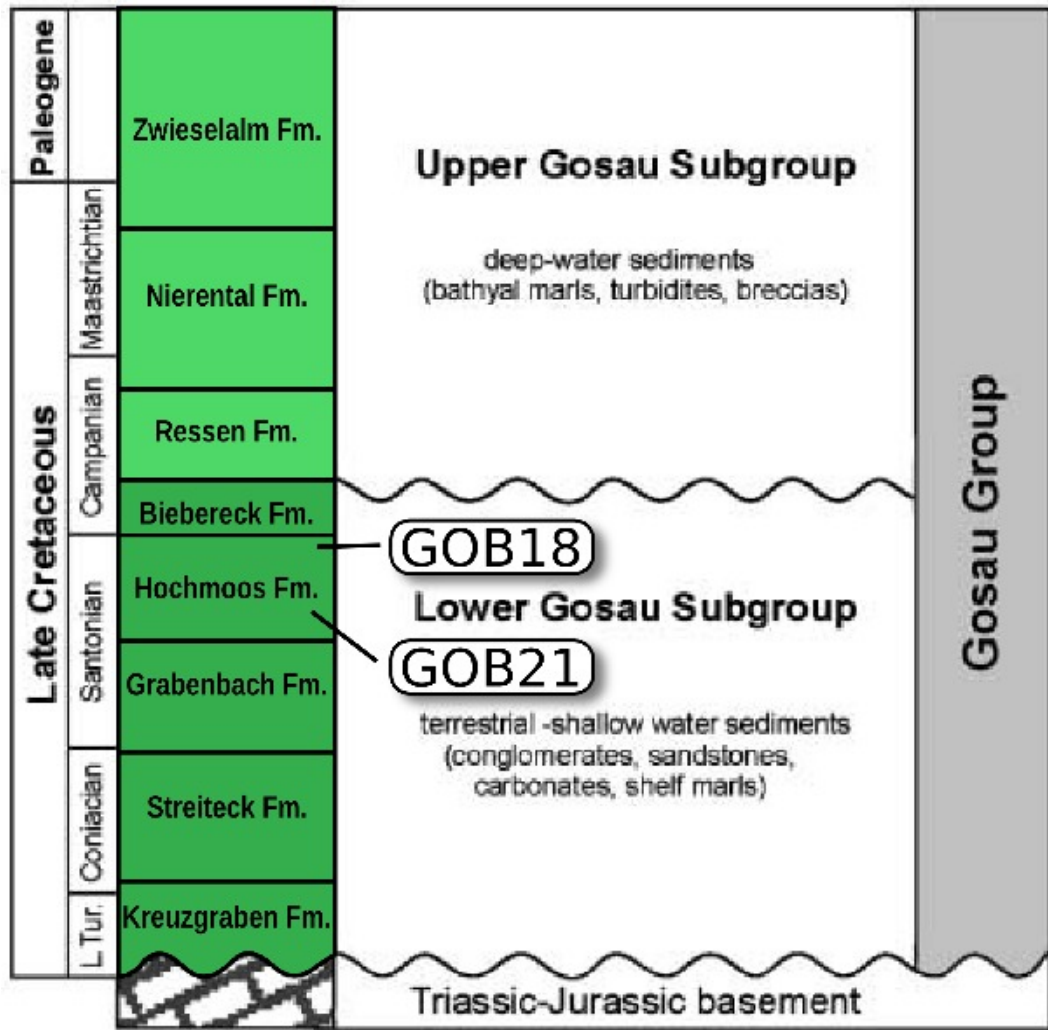 Paleogene
Late Cretaceous
Maastrichtian
Campanian
Santonian
Coniacian
L.Tur.
Zwieselalm Fm.
Nierental Fm.
Ressen Fm.
Biebereck Fm.
Hochmoos Fm.
Grabenbach Fm.
Streiteck Fm.
Kreuzgraben Fm.
Upper Gosau Subgroup
deep-water sediments
(bathyal marls, turbidites, breccias)
GOB18
Lower Gosau Subgroup
GOB21
terrestrial -shallow water sediments
(conglomerates, sandstones,
carbonates, shelf marls)
Triassic-Jurassic basement
Gosau Group